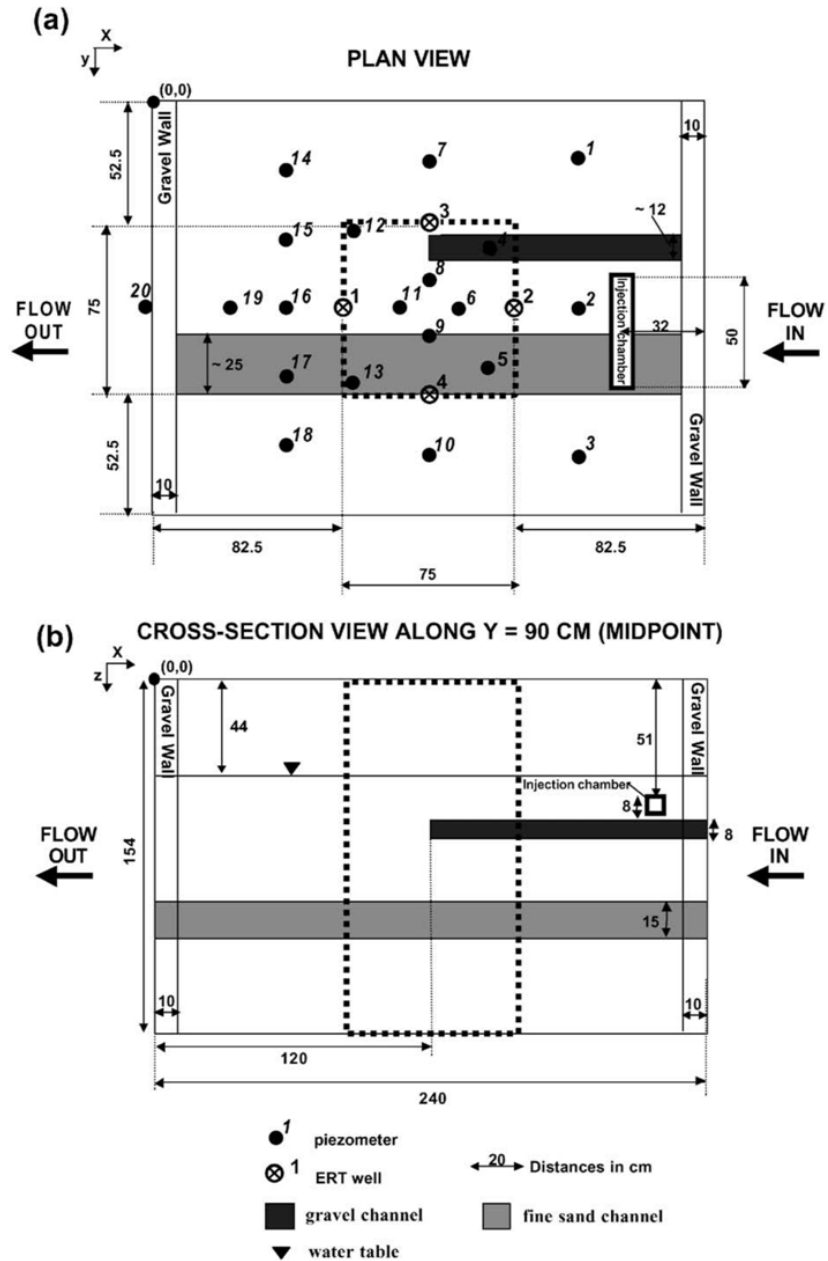 (a)
X
y
PLAN VIEW
(0,0)
Gravel Wall
10
52.5
14
7
1
3
15
12
4
~ 12
8
75
20
19
16
1
11
6
2
2
Injection chamber
32
50
FLOW
OUT
FLOW
IN
9
~ 25
17
13
5
4
18
10
3
52.5
10
Gravel Wall
82.5
82.5
75
(b)
CROSS-SECTION VIEW ALONG Y = 90 CM (MIDPOINT)
X
z
(0,0)
Gravel Wall
Gravel Wall
44
51
Injection chamber
8
8
FLOW
OUT
154
FLOW
IN
15
10
10
120
240
1
piezometer
1
ERT well
20
Distances in cm
gravel channel
fine sand channel
water table